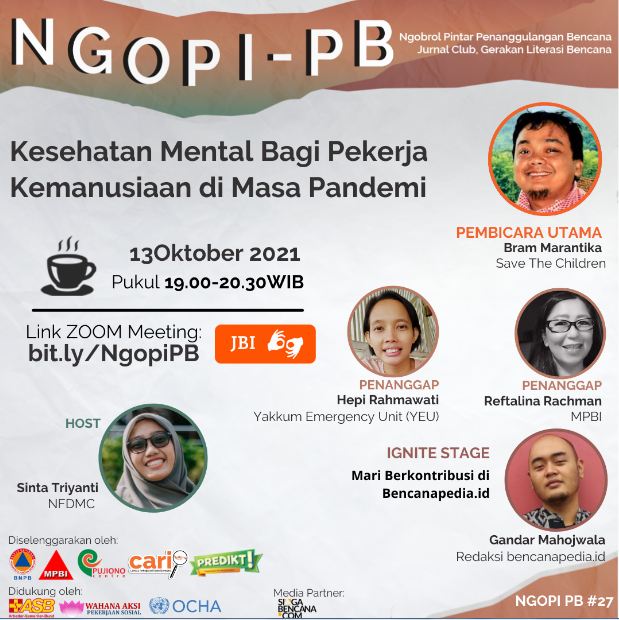 NGOPI-PB
Ngobrol Pintar Penanggulangan Bencana
Jurnal Club, Gerakan Literasi Bencana
Kesehatan Mental Bagi Pekerja
Kemanusiaan di Masa Pandemi
PEMBICARA UTAMA
Bram Marantika
Save The Children
13Oktober 2021
Pukul 19.00-20.30WIB
Link ZOOM Meeting:
bit.ly/NgopiPB
JBI
PENANGGAP
Hepi Rahmawati
Yakkum Emergency Unit (YEU)
PENANGGAP
Reftalina Rachman
MPBI
HOST
Sinta Triyanti
NFDMC
IGNITE STAGE
Mari Berkontribusi di
Bencanapedia.id
Gandar Mahojwala
Redaksi bencanapedia.id
Diselenggarakan oleh:
BNPB
MPBI
PUJIONO
CENTRE
cari
PREDIKT!
Didukung oleh:
ASB
WAHANA AKSI
PEKERJAAN SOSIAL
OCHA
Media Partner:
SIAGA
BENCANA
.COM
NGOPI PB #27